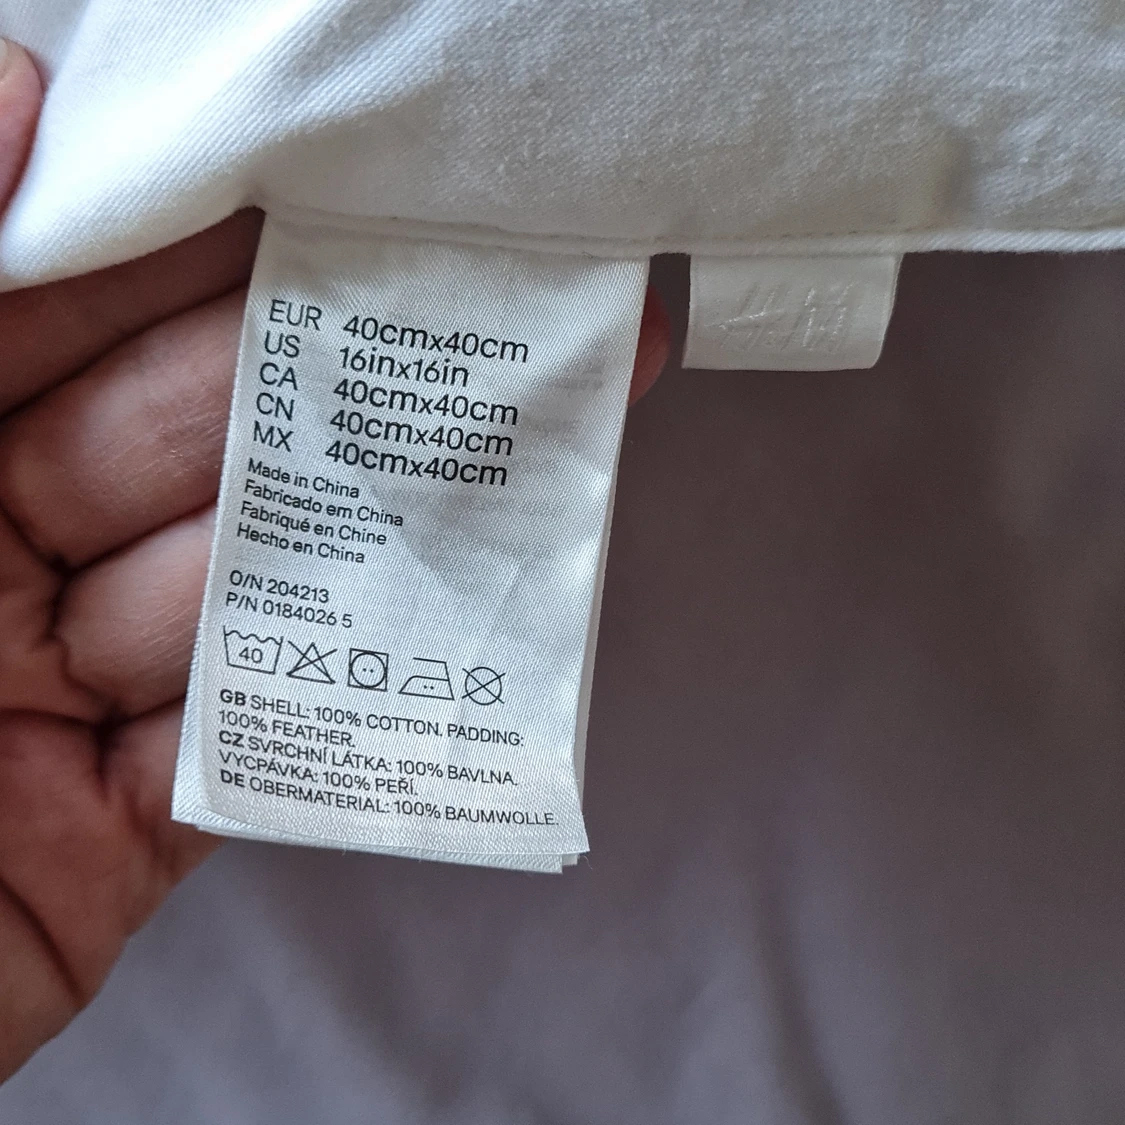 EUR 40cmx40cm
US 16inx16in
CA 40cmx40cm
CN 40cmx40cm
MX 40cmx40cm
Made in China
Fabricado em China
Fabriqué en Chine
Hecho en China
O/N 204213
P/N 0184026 5
40
GB SHELL: 100% COTTON. PADDING:
100% FEATHER.
CZ SVRCHNÍ LÁTKA: 100% BAVLNA.
VYCPÁVKA: 100% PEŘÍ.
DE OBERMATERIAL: 100% BAUMWOLLE.
H&M